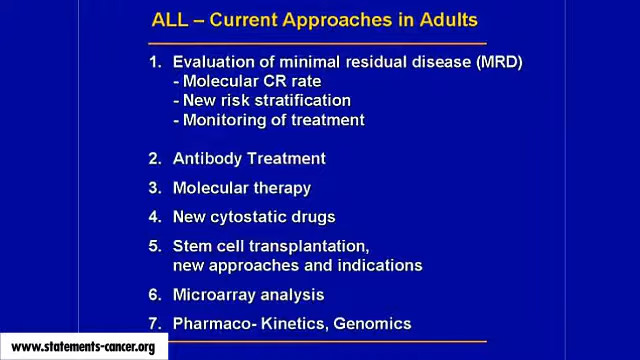 ALL – Current Approaches in Adults
1. Evaluation of minimal residual disease (MRD)
- Molecular CR rate
- New risk stratification
- Monitoring of treatment
2. Antibody Treatment
3. Molecular therapy
4. New cytostatic drugs
5. Stem cell transplantation,
new approaches and indications
6. Microarray analysis
7. Pharmaco- Kinetics, Genomics
www.statements-cancer.org